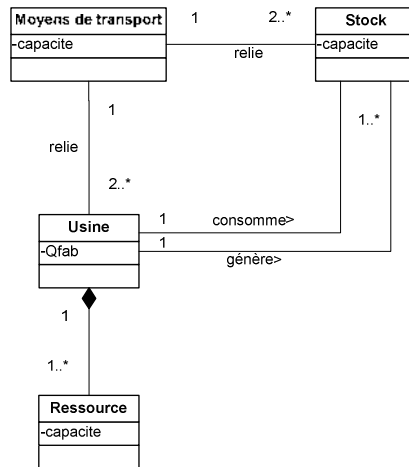 Moyens de transport
-capacite
1
2..*
relie
Stock
-capacite
1
relie
2..*
1..*
Usine
-Qfab
1
consomme>
1
génère>
1
1..*
Ressource
-capacite